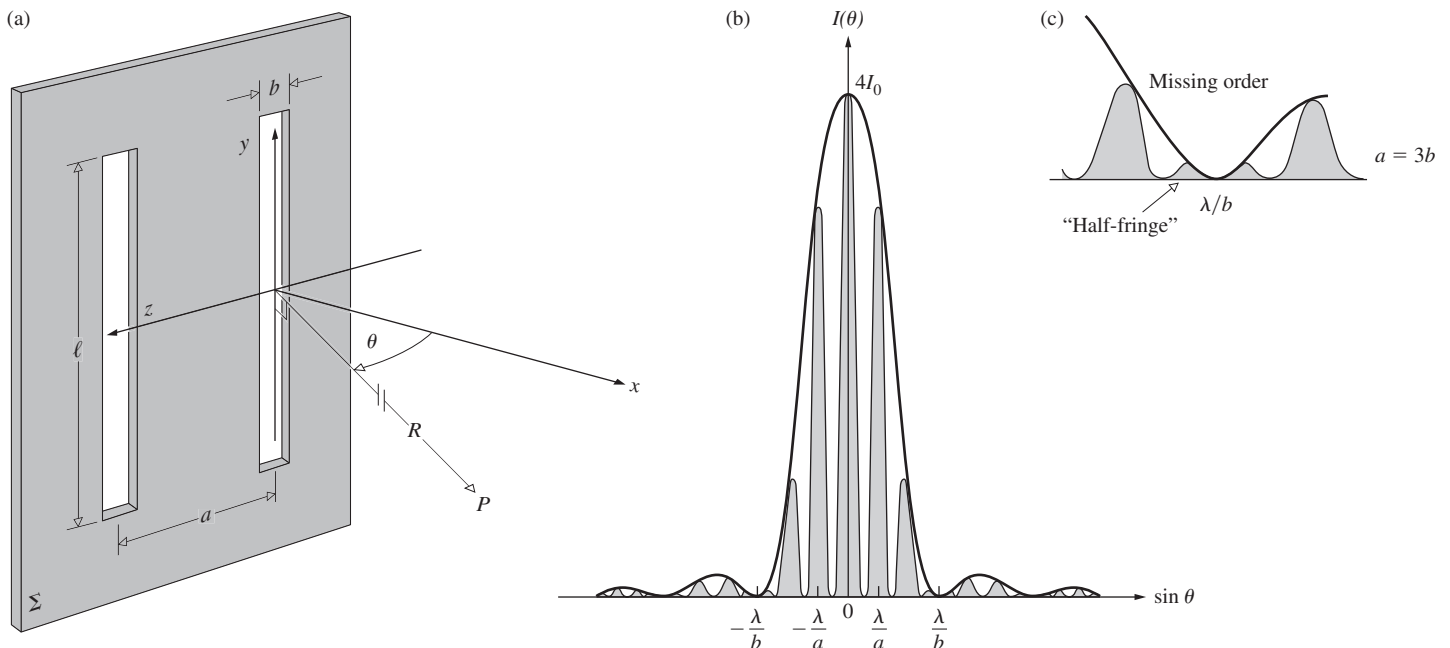 (a)
b
y
z
ℓ
θ
x
R
P
a
Σ
(b)
I(θ)
4I₀
sin θ
−λ/b
−λ/a
0
λ/a
λ/b
(c)
Missing order
a = 3b
λ/b
“Half-fringe”